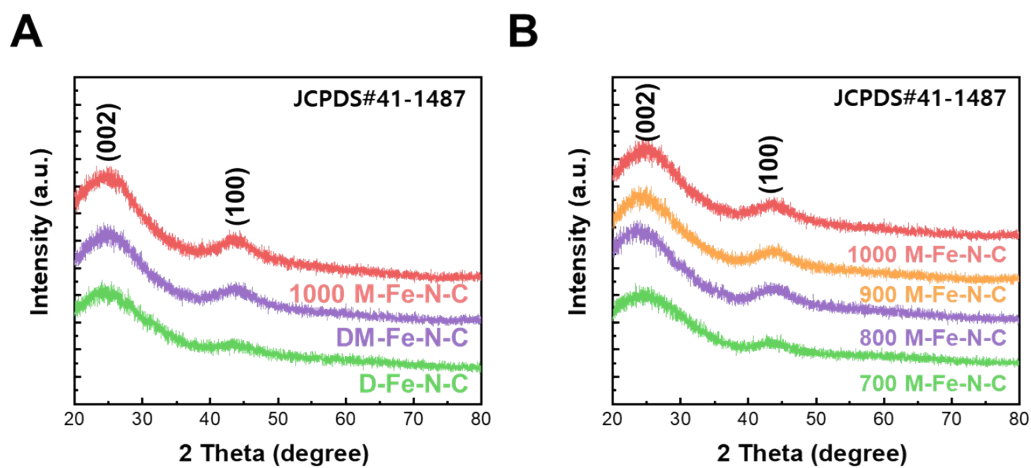 A
JCPDS#41-1487
(002)
(100)
1000 M-Fe-N-C
DM-Fe-N-C
D-Fe-N-C
Intensity (a.u.)
20 30 40 50 60 70 80
2 Theta (degree)
B
JCPDS#41-1487
(002)
(100)
1000 M-Fe-N-C
900 M-Fe-N-C
800 M-Fe-N-C
700 M-Fe-N-C
Intensity (a.u.)
20 30 40 50 60 70 80
2 Theta (degree)